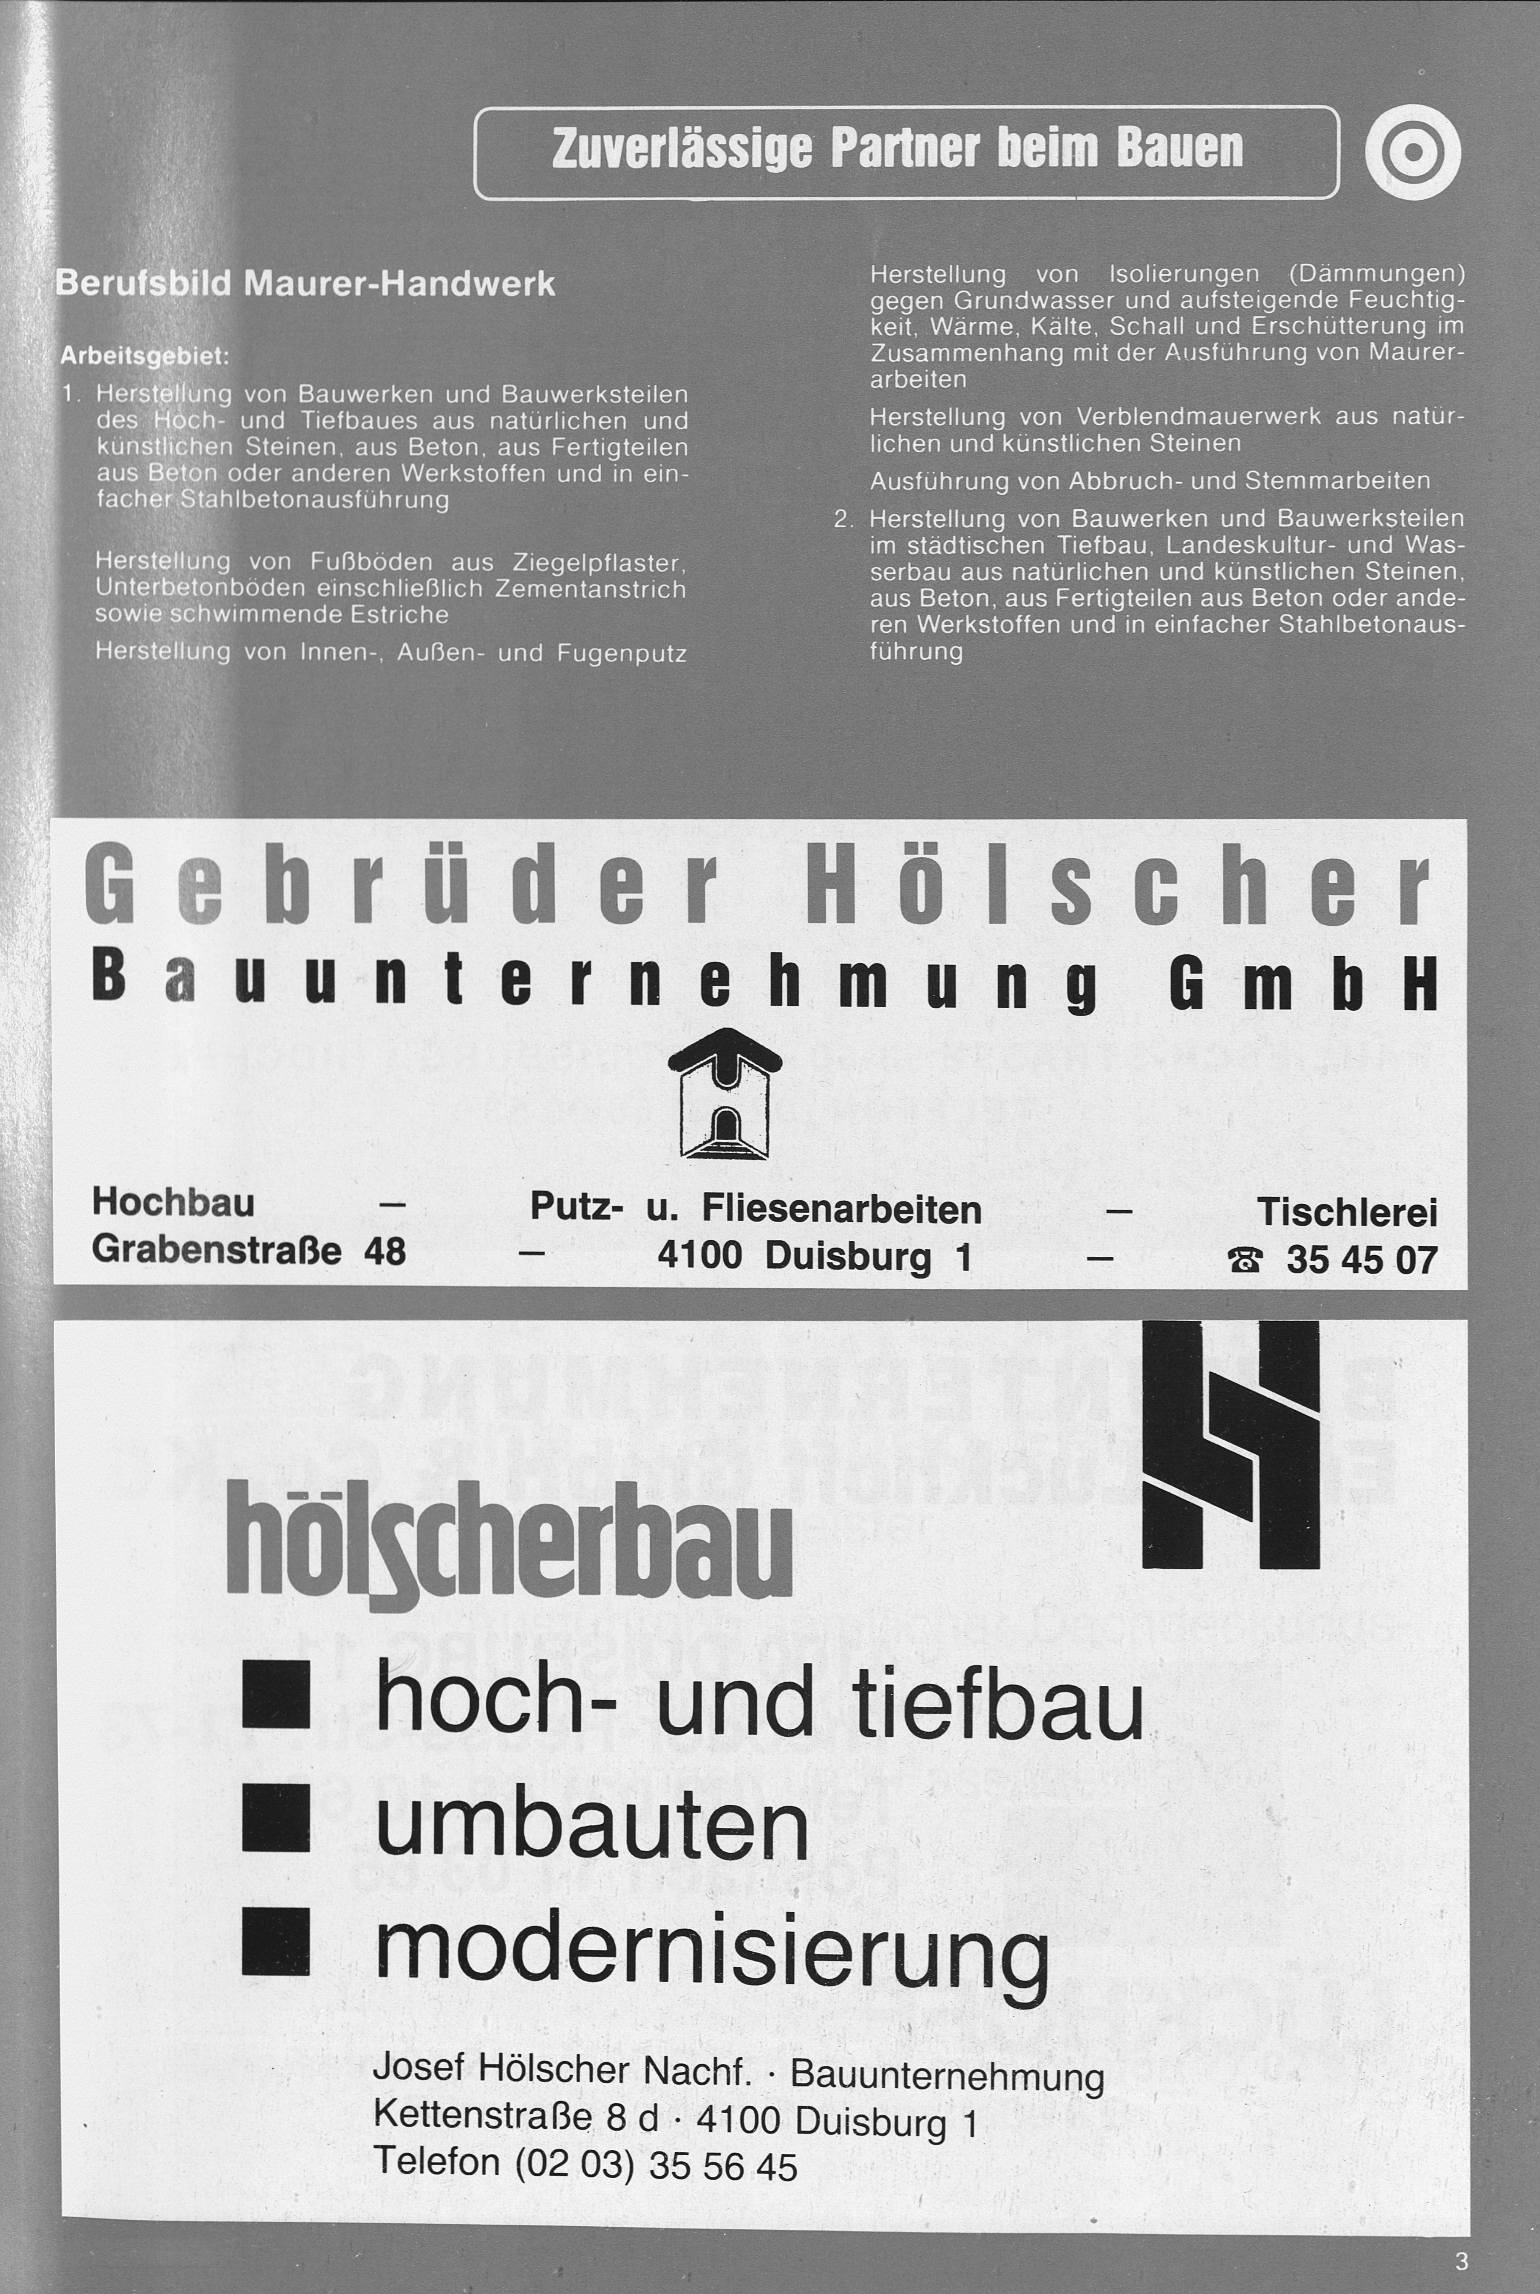 Zuverlässige Partner beim Bauen
Berufsbild Maurer-Handwerk
Arbeitsgebiet:
1. Herstellung von Bauwerken und Bauwerksteilen
des Hoch- und Tiefbaues aus natürlichen und
künstlichen Steinen, aus Beton, aus Fertigteilen
aus Beton oder anderen Werkstoffen und in ein-
facher Stahlbetonausführung
Herstellung von Fußböden aus Ziegelpflaster,
Unterbetonböden einschließlich Zementanstrich
sowie schwimmende Estriche
Herstellung von Innen-, Außen- und Fugenputz
Herstellung von Isolierungen (Dämmungen)
gegen Grundwasser und aufsteigende Feuchtig-
keit, Wärme, Kälte, Schall und Erschütterung im
Zusammenhang mit der Ausführung von Maurer-
arbeiten
Herstellung von Verblendmauerwerk aus natür-
lichen und künstlichen Steinen
Ausführung von Abbruch- und Stemmarbeiten
2. Herstellung von Bauwerken und Bauwerksteilen
im städtischen Tiefbau, Landeskultur- und Was-
serbau aus natürlichen und künstlichen Steinen,
aus Beton, aus Fertigteilen aus Beton oder ande-
ren Werkstoffen und in einfacher Stahlbetonaus-
führung
Gebrüder Hölscher
Bauunternehmung GmbH
Hochbau – Putz- u. Fliesenarbeiten – Tischlerei
Grabenstraße 48 – 4100 Duisburg 1 – ☎ 35 45 07
H
hölscherbau
■ hoch- und tiefbau
■ umbauten
■ modernisierung
Josef Hölscher Nachf. · Bauunternehmung
Kettenstraße 8 d · 4100 Duisburg 1
Telefon (02 03) 35 56 45
3